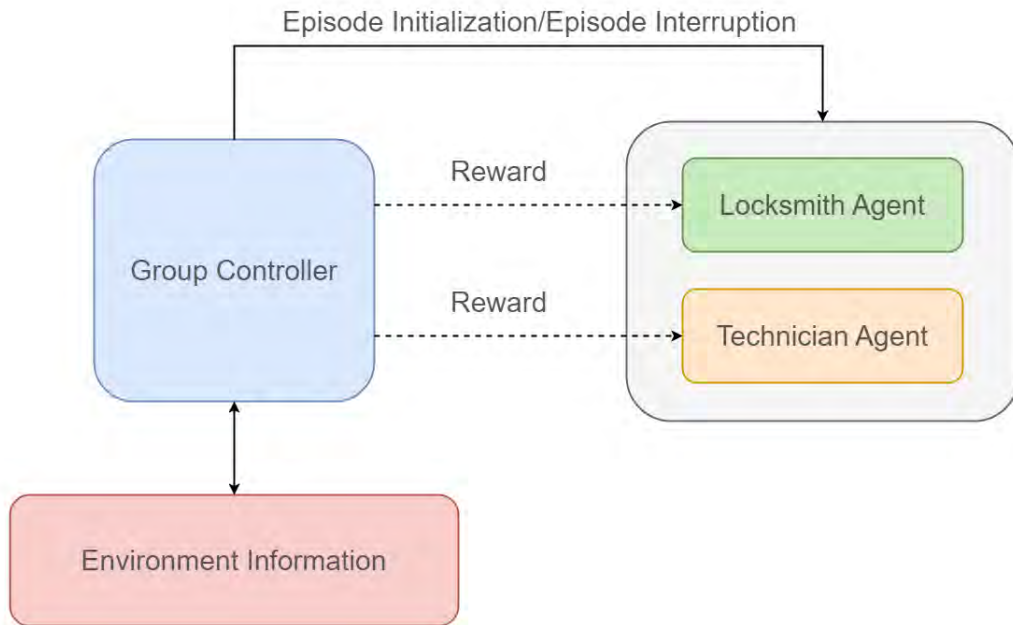 Episode Initialization/Episode Interruption
Reward
Locksmith Agent
Group Controller
Reward
Technician Agent
Environment Information